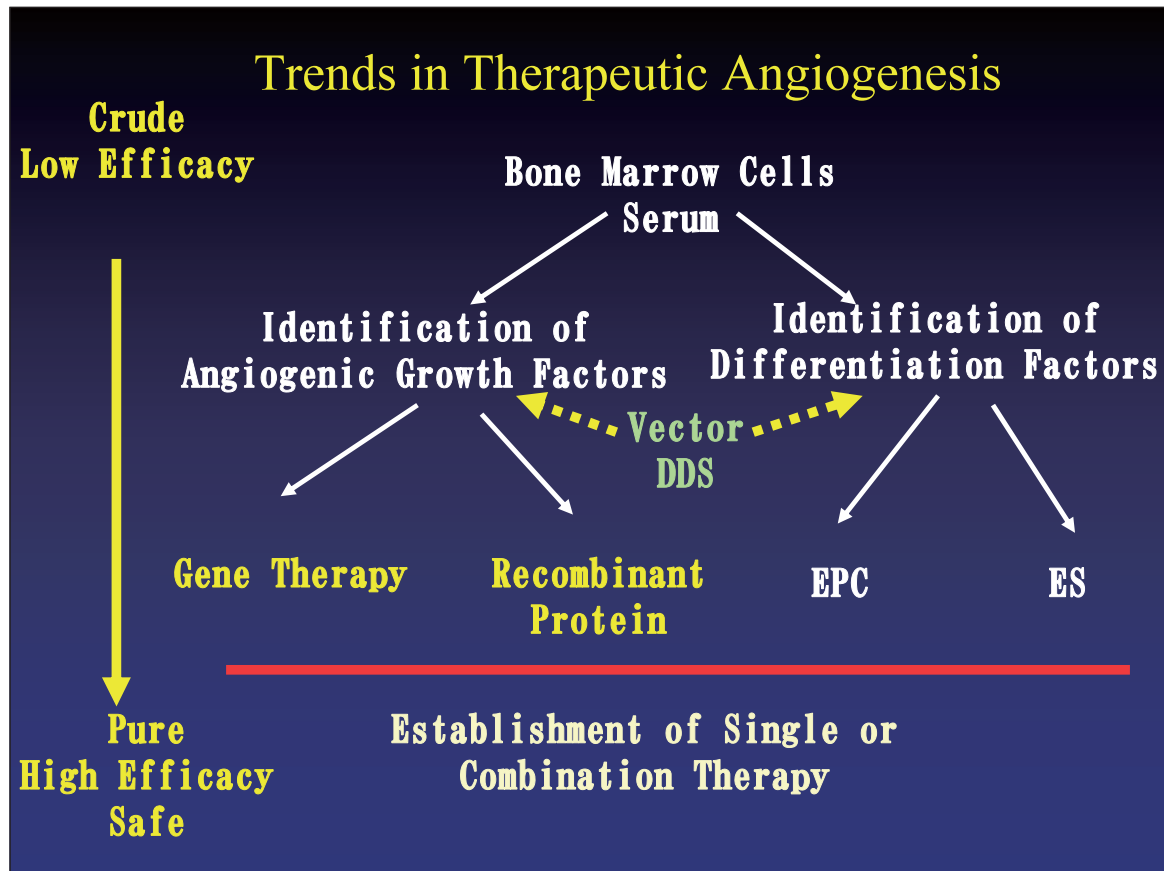 Trends in Therapeutic Angiogenesis
Crude
Low Efficacy
Bone Marrow Cells
Serum
Identification of
Angiogenic Growth Factors
Identification of
Differentiation Factors
Vector
DDS
Gene Therapy
Recombinant
Protein
EPC
ES
Pure
High Efficacy
Safe
Establishment of Single or
Combination Therapy